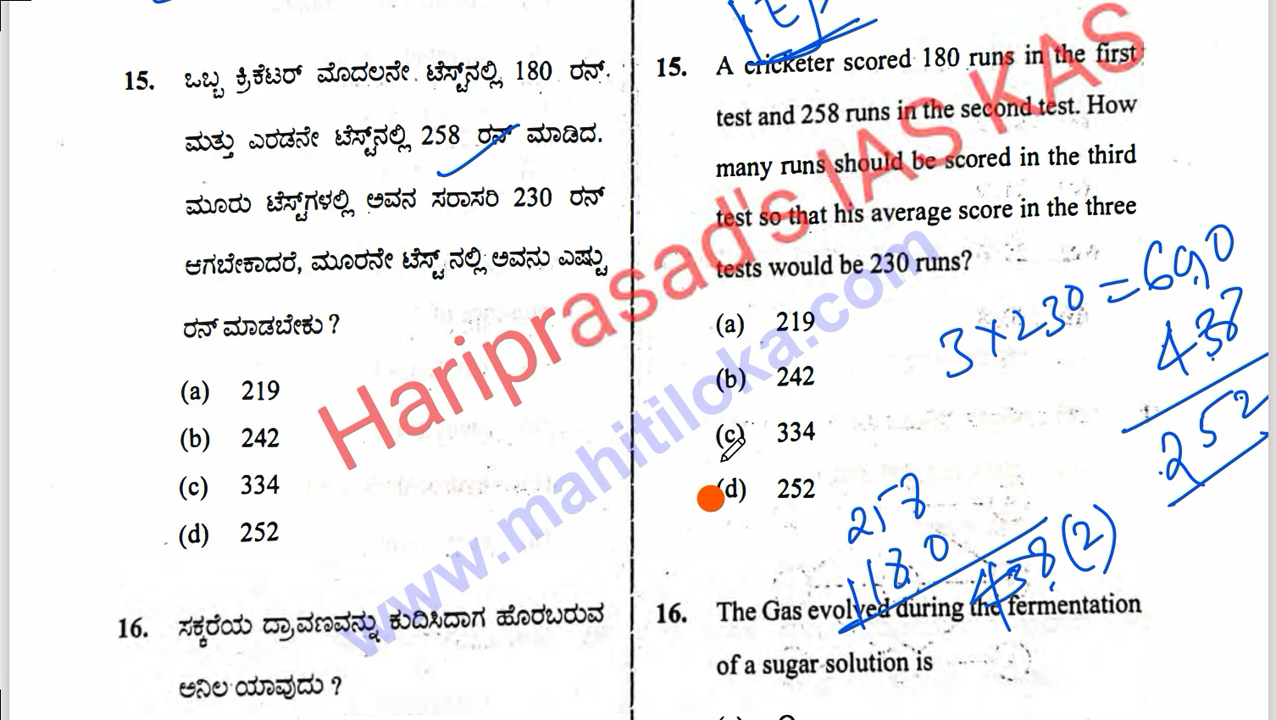 15. ಒಬ್ಬ ಕ್ರಿಕೆಟರ್ ಮೊದಲನೇ ಟೆಸ್ಟ್‌ನಲ್ಲಿ 180 ರನ್
ಮತ್ತು ಎರಡನೇ ಟೆಸ್ಟ್‌ನಲ್ಲಿ 258 ರನ್ ಮಾಡಿದ.
ಮೂರು ಟೆಸ್ಟ್‌ಗಳಲ್ಲಿ ಅವನ ಸರಾಸರಿ 230 ರನ್
ಆಗಬೇಕಾದರೆ, ಮೂರನೇ ಟೆಸ್ಟ್ ನಲ್ಲಿ ಅವನು ಎಷ್ಟು
ರನ್ ಮಾಡಬೇಕು ?
(a) 219
(b) 242
(c) 334
(d) 252
16. ಸಕ್ಕರೆಯ ದ್ರಾವಣವನ್ನು ಕುದಿಸಿದಾಗ ಹೊರಬರುವ
ಅನಿಲ ಯಾವುದು ?
15. A cricketer scored 180 runs in the first
test and 258 runs in the second test. How
many runs should be scored in the third
test so that his average score in the three
tests would be 230 runs?
(a) 219
(b) 242
(c) 334
(d) 252
3 × 230 = 690
438
252
258
180
438 (2)
16. The Gas evolved during the fermentation
of a sugar solution is
Hariprasad's IAS KAS
www.mahitiloka.com